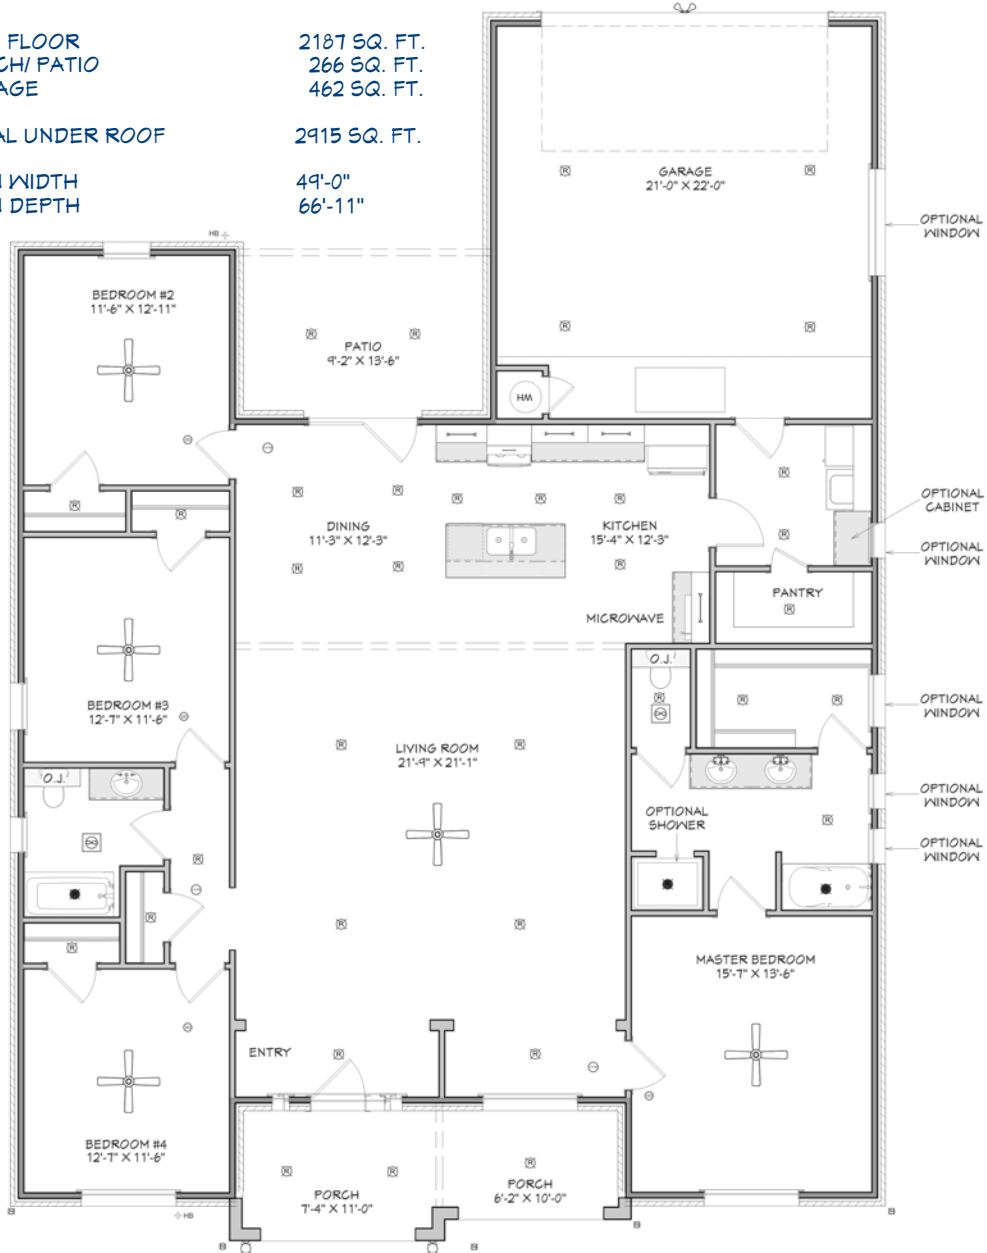 FLOOR 2187 SQ. FT.
CH/ PATIO 266 SQ. FT.
AGE 462 SQ. FT.
AL UNDER ROOF 2915 SQ. FT.
WIDTH 49'-0"
DEPTH 66'-11"
GARAGE
21'-0" X 22'-0"
OPTIONAL
WINDOW
HB
BEDROOM #2
11'-6" X 12'-11"
PATIO
9'-2" X 13'-6"
WH
DINING
11'-3" X 12'-3"
KITCHEN
15'-4" X 12'-3"
OPTIONAL
CABINET
OPTIONAL
WINDOW
PANTRY
MICROWAVE
O.J.
BEDROOM #3
12'-7" X 11'-6"
OPTIONAL
WINDOW
LIVING ROOM
21'-9" X 21'-1"
O.J.
OPTIONAL
SHOWER
OPTIONAL
WINDOW
OPTIONAL
WINDOW
MASTER BEDROOM
15'-7" X 13'-6"
ENTRY
BEDROOM #4
12'-7" X 11'-6"
PORCH
7'-4" X 11'-0"
PORCH
6'-2" X 10'-0"
HB